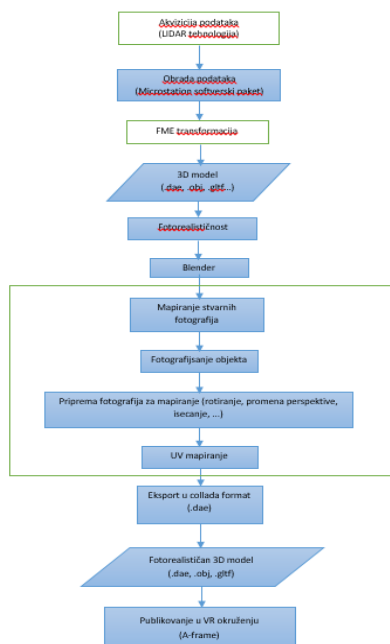 Akvizicija podataka
(LIDAR tehnologija)
Obrada podataka
(Microstation softverski paket)
FME transformacija
3D model
(.dae, .obj, .gltf...)
Fotorealističnost
Blender
Mapiranje stvarnih
fotografija
Fotografijsanje objekta
Priprema fotografija za mapiranje (rotiranje, promena perspektive,
isecanje, ...)
UV mapiranje
Eksport u collada format
(.dae)
Fotorealističan 3D model
(.dae, .obj, .gltf)
Publikovanje u VR okruženju
(A-frame)